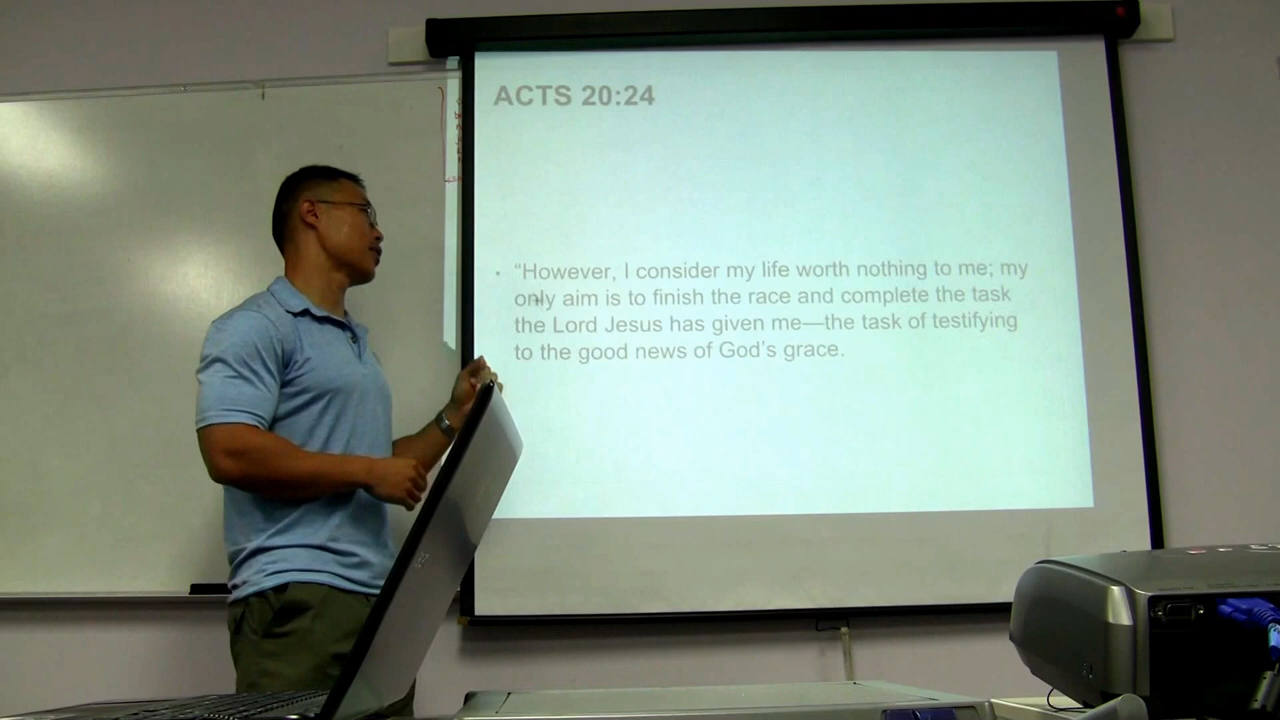 ACTS 20:24
• “However, I consider my life worth nothing to me; my
only aim is to finish the race and complete the task
the Lord Jesus has given me—the task of testifying
to the good news of God’s grace.